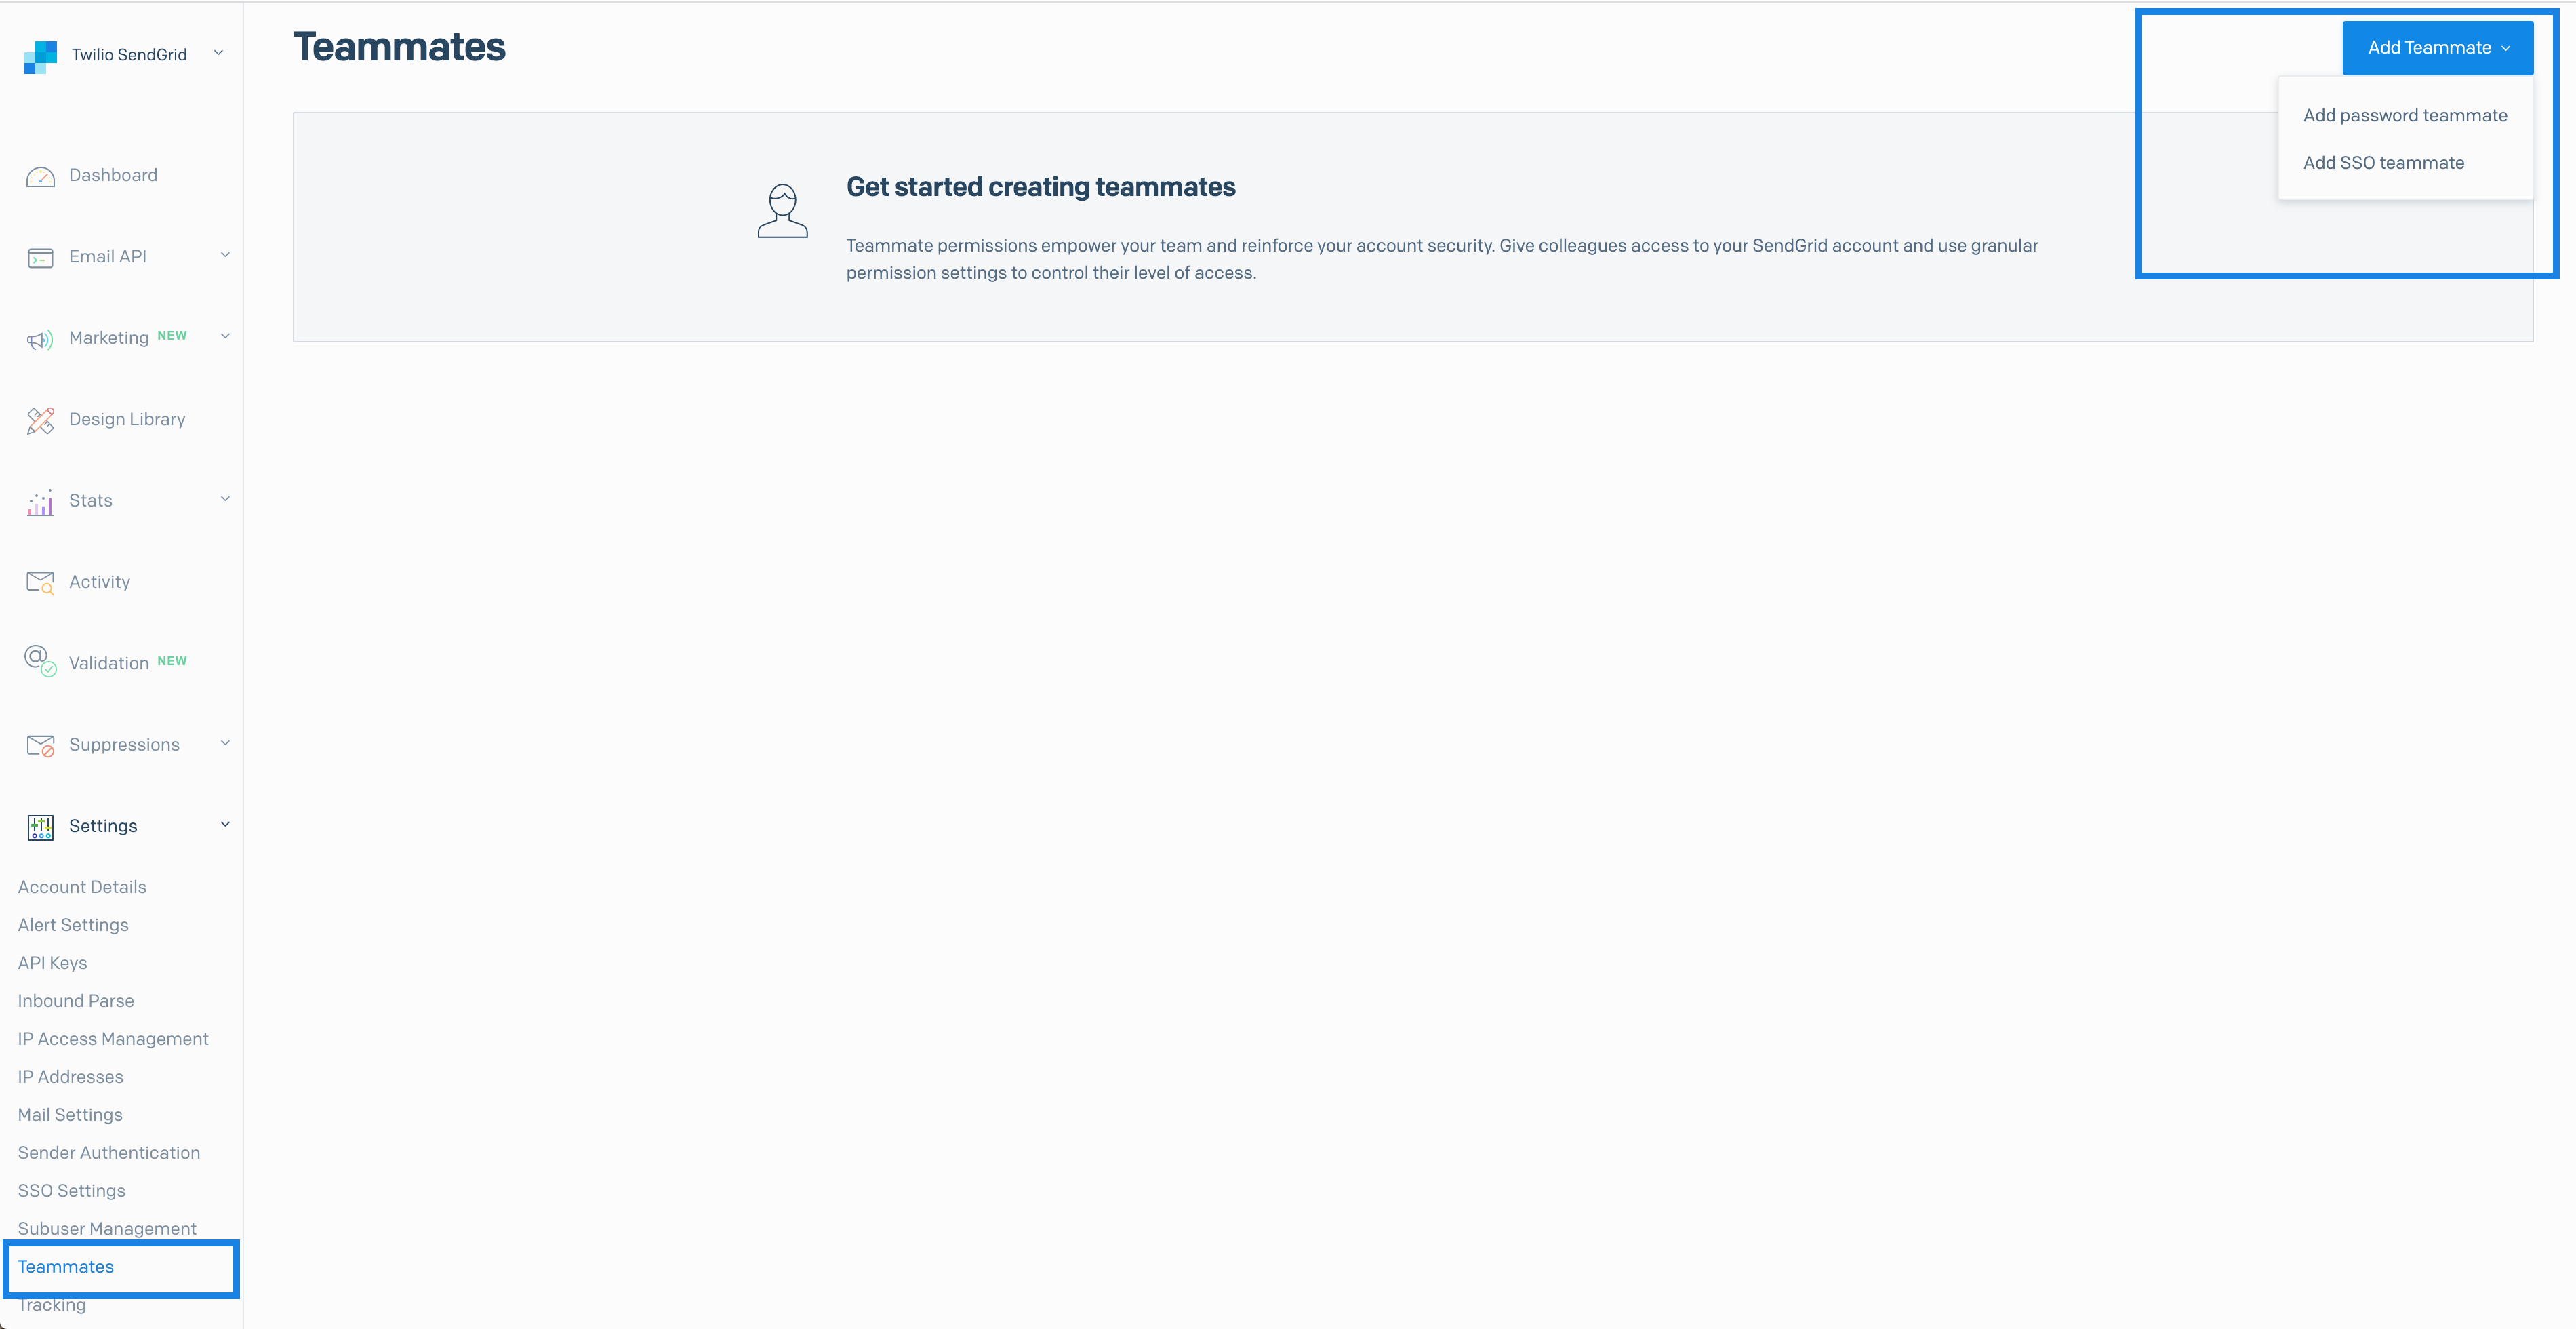 Twilio SendGrid
Dashboard
Email API
Marketing NEW
Design Library
Stats
Activity
Validation NEW
Suppressions
Settings
Account Details
Alert Settings
API Keys
Inbound Parse
IP Access Management
IP Addresses
Mail Settings
Sender Authentication
SSO Settings
Subuser Management
Teammates
Tracking
Teammates
Add Teammate
Add password teammate
Add SSO teammate
Get started creating teammates
Teammate permissions empower your team and reinforce your account security. Give colleagues access to your SendGrid account and use granular
permission settings to control their level of access.